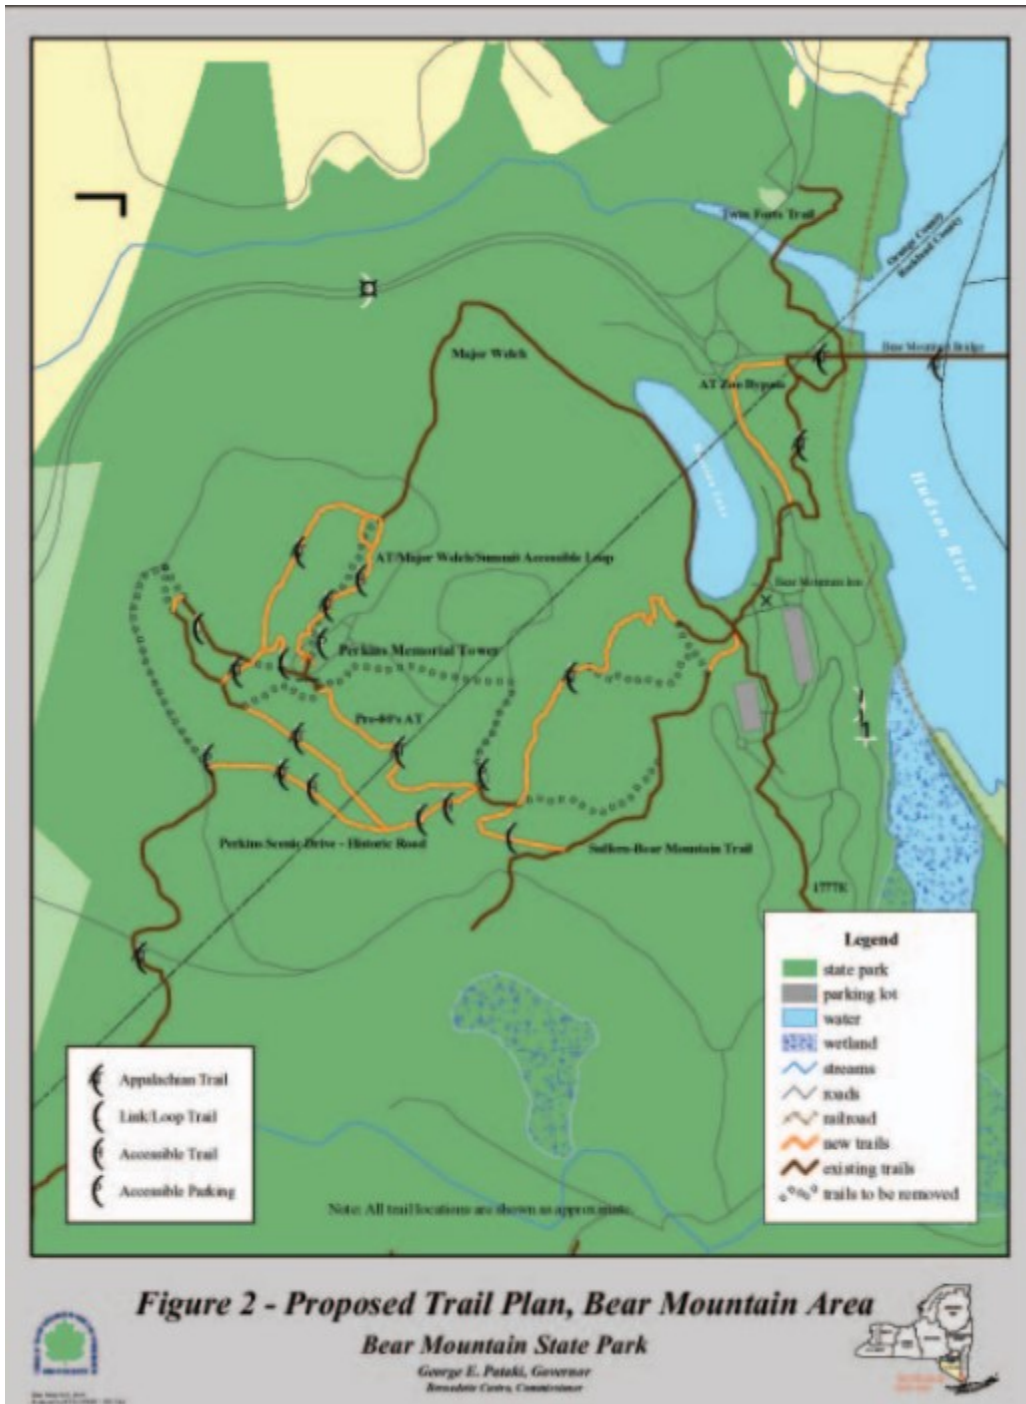 Twin Forts Trail
Orange County
Rockland County
Bear Mountain Bridge
Major Welch
AT Zoo Bypass
Hudson River
AT/Major Welch/Summit Accessible Loop
Bear Mountain Inn
Perkins Memorial Tower
Pre-80's AT
Perkins Scenic Drive - Historic Road
Suffern-Bear Mountain Trail
1777E
Legend
state park
parking lot
water
wetland
streams
roads
railroad
new trails
existing trails
trails to be removed
Appalachian Trail
Link/Loop Trail
Accessible Trail
Accessible Parking
Note: All trail locations are shown as approximate.
Figure 2 - Proposed Trail Plan, Bear Mountain Area
Bear Mountain State Park
George E. Pataki, Governor
Bernadette Castro, Commissioner